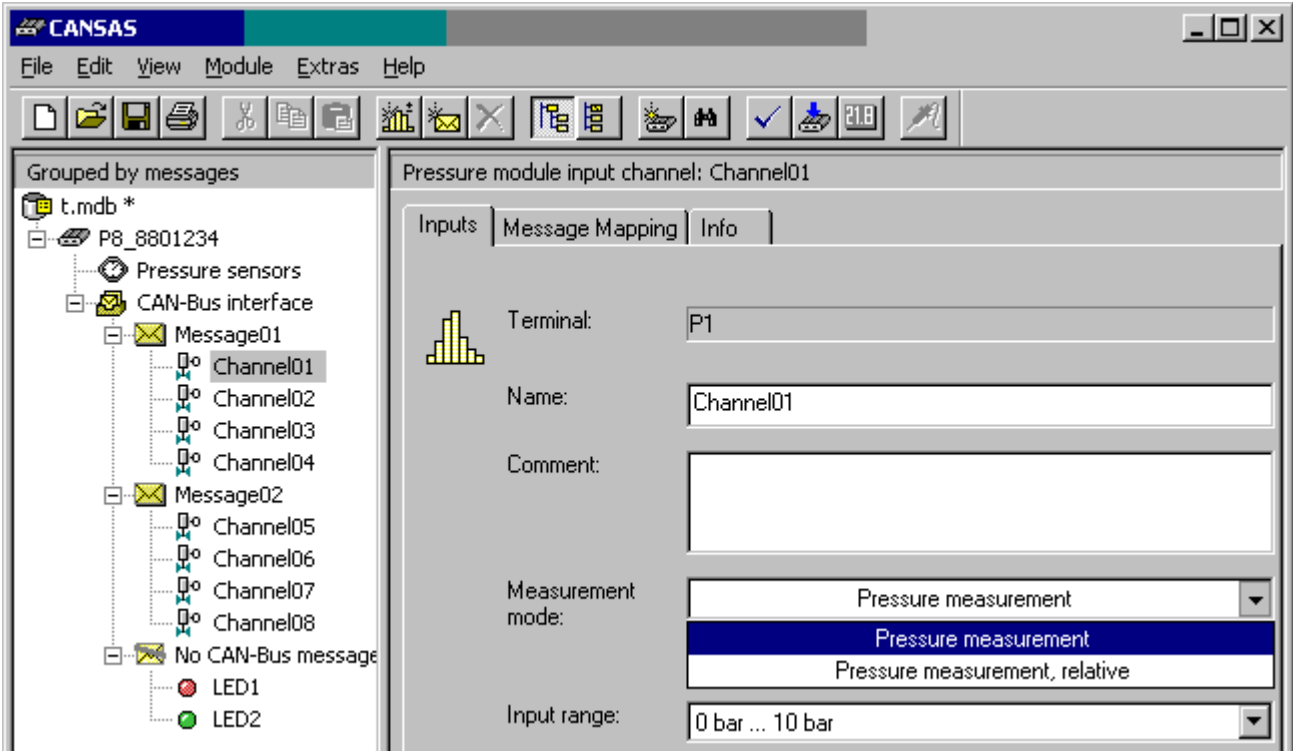 CANSAS
File Edit View Module Extras Help
21.8
Grouped by messages
t.mdb *
P8_8801234
Pressure sensors
CAN-Bus interface
Message01
Channel01
Channel02
Channel03
Channel04
Message02
Channel05
Channel06
Channel07
Channel08
No CAN-Bus message
LED1
LED2
Pressure module input channel: Channel01
Inputs Message Mapping Info
Terminal: P1
Name: Channel01
Comment:
Measurement mode: Pressure measurement
Pressure measurement
Pressure measurement, relative
Input range: 0 bar ... 10 bar